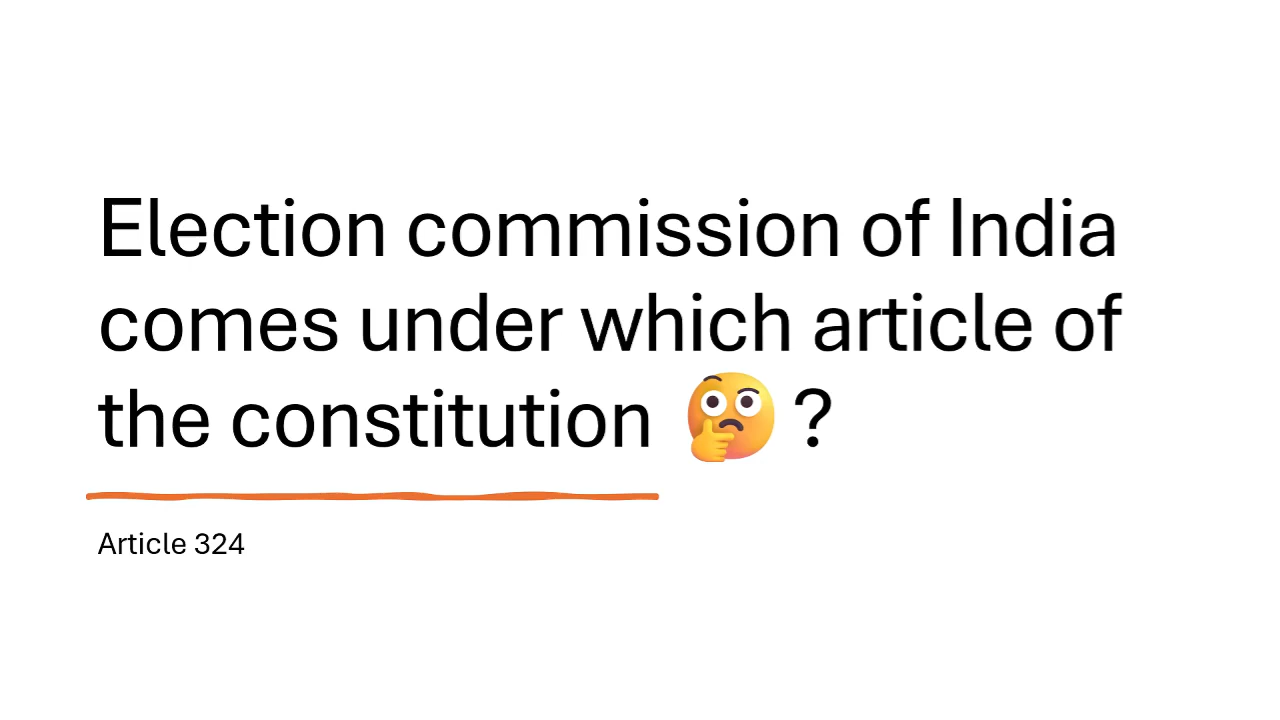 Election commission of India
comes under which article of
the constitution 🤔?
Article 324